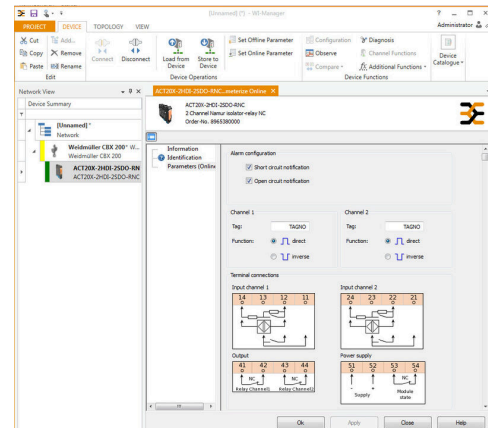 [Unnamed] (*) - WI-Manager
PROJECT DEVICE TOPOLOGY VIEW
Administrator
Cut
Copy
Paste
Add...
Remove
Rename
Edit
Connect
Disconnect
Load from Device
Store to Device
Set Offline Parameter
Set Online Parameter
Device Operations
Configuration
Observe
Compare
Diagnosis
Channel Functions
Additional Functions
Device Functions
Device Catalogue
Network View
Device Summary
[Unnamed] *
Network
Weidmüller CBX 200* W...
Weidmüller CBX 200
ACT20X-2HDI-2SDO-RN
ACT20X-2HDI-2SDO-RNC
ACT20X-2HDI-2SDO-RNC...meterize Online
ACT20X-2HDI-2SDO-RNC
2 Channel Namur isolator-relay NC
Order-No. 8965380000
Information
Identification
Parameters (Online
Alarm configuration
Short circuit notification
Open circuit notification
Channel 1
Tag: TAGNO
Function: direct
inverse
Channel 2
Tag: TAGNO
Function: direct
inverse
Terminal connections
Input channel 1
14 13 12 11
Input channel 2
24 23 22 21
Output
41 42 43 44
NC NC
Relay Channel1 Relay Channel2
Power supply
51 52 53 54
- + NC
Supply Module state
Ok Apply Close Help